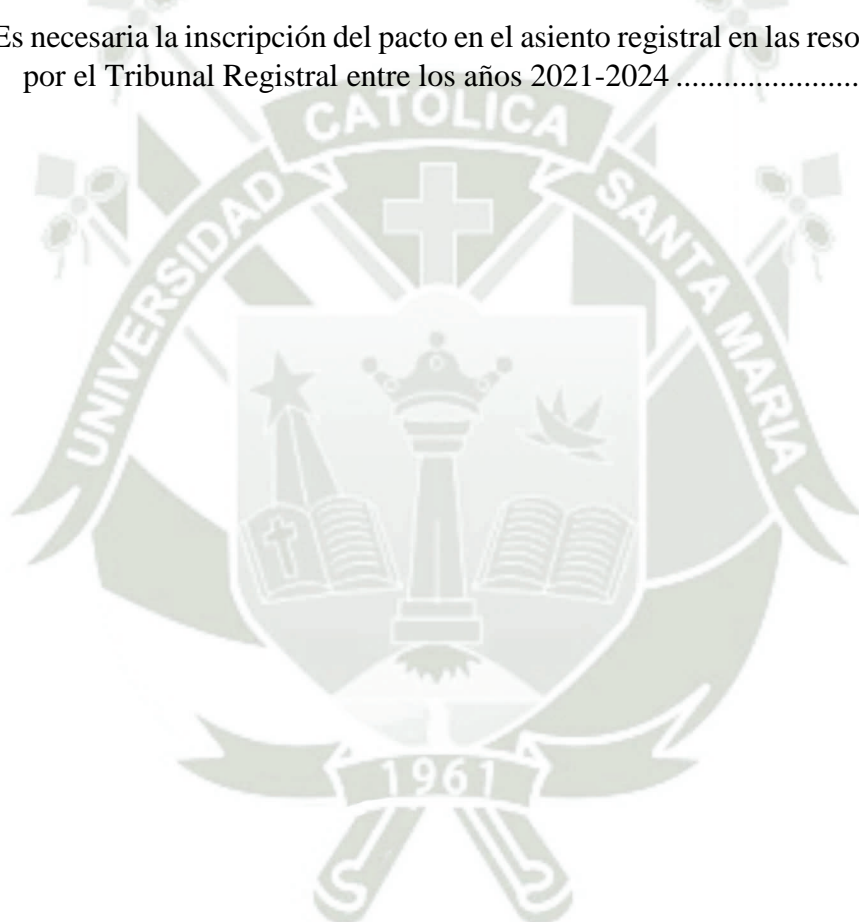 Es necesaria la inscripción del pacto en el asiento registral en las reso
por el Tribunal Registral entre los años 2021-2024 ......................
UNIVERSIDAD CATOLICA SANTA MARIA
1961